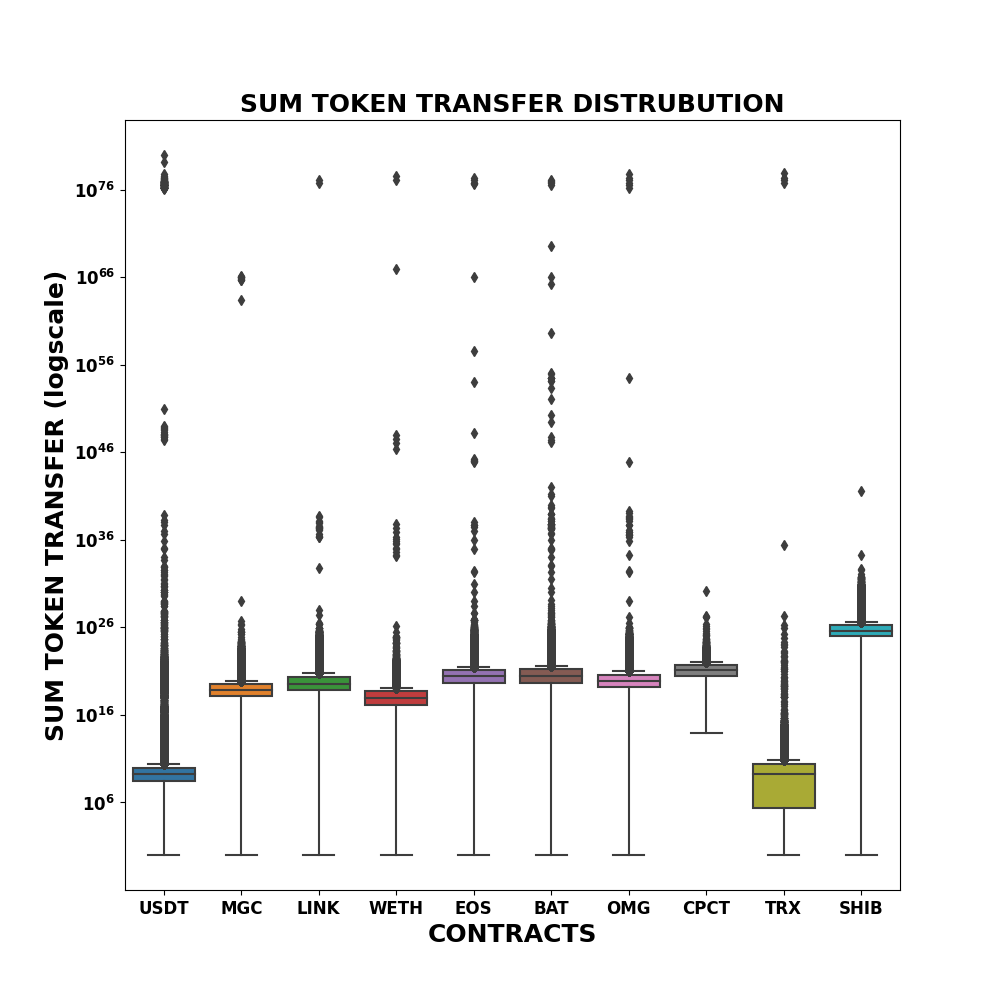 SUM TOKEN TRANSFER DISTRUBUTION
SUM TOKEN TRANSFER (logscale)
10^76
10^66
10^56
10^46
10^36
10^26
10^16
10^6
USDT MGC LINK WETH EOS BAT OMG CPCT TRX SHIB
CONTRACTS